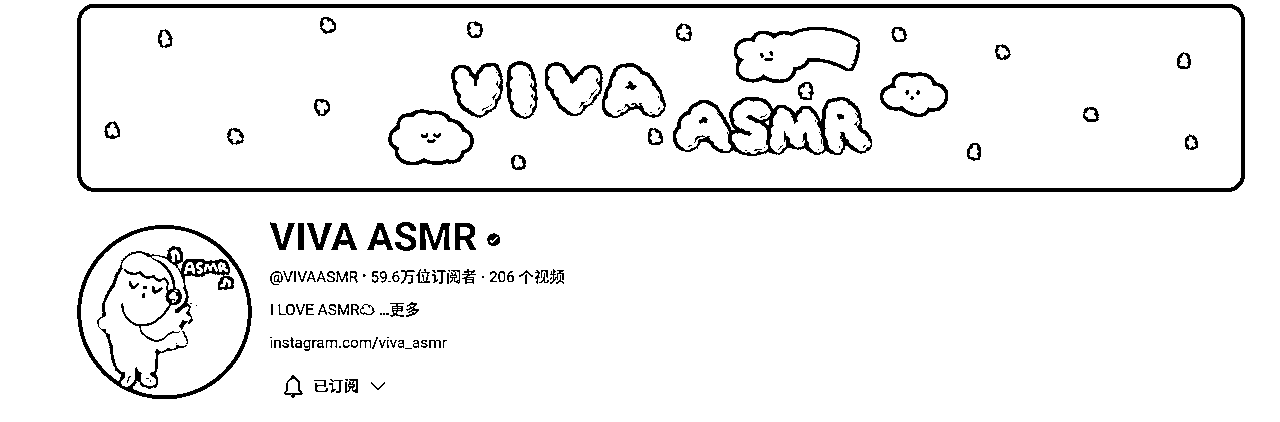 VIVA
ASMR
ASMR
VIVA ASMR
@VIVAASMR · 59.6万位订阅者 · 206 个视频
I LOVE ASMR ...更多
instagram.com/viva_asmr
已订阅